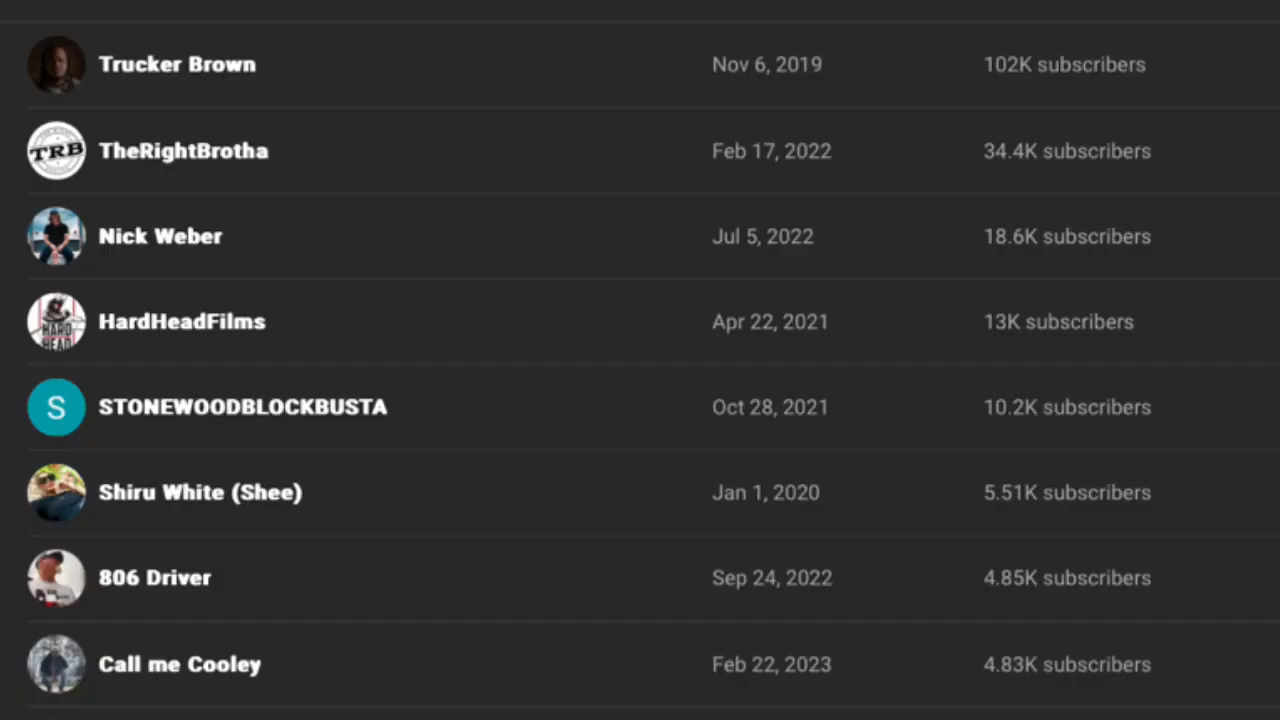 Trucker Brown Nov 6, 2019 102K subscribers
TRB
TheRightBrotha Feb 17, 2022 34.4K subscribers
Nick Weber Jul 5, 2022 18.6K subscribers
HardHeadFilms Apr 22, 2021 13K subscribers
HARD
HEAD
S STONEWOODBLOCKBUSTA Oct 28, 2021 10.2K subscribers
Shiru White (Shee) Jan 1, 2020 5.51K subscribers
806 Driver Sep 24, 2022 4.85K subscribers
Call me Cooley Feb 22, 2023 4.83K subscribers